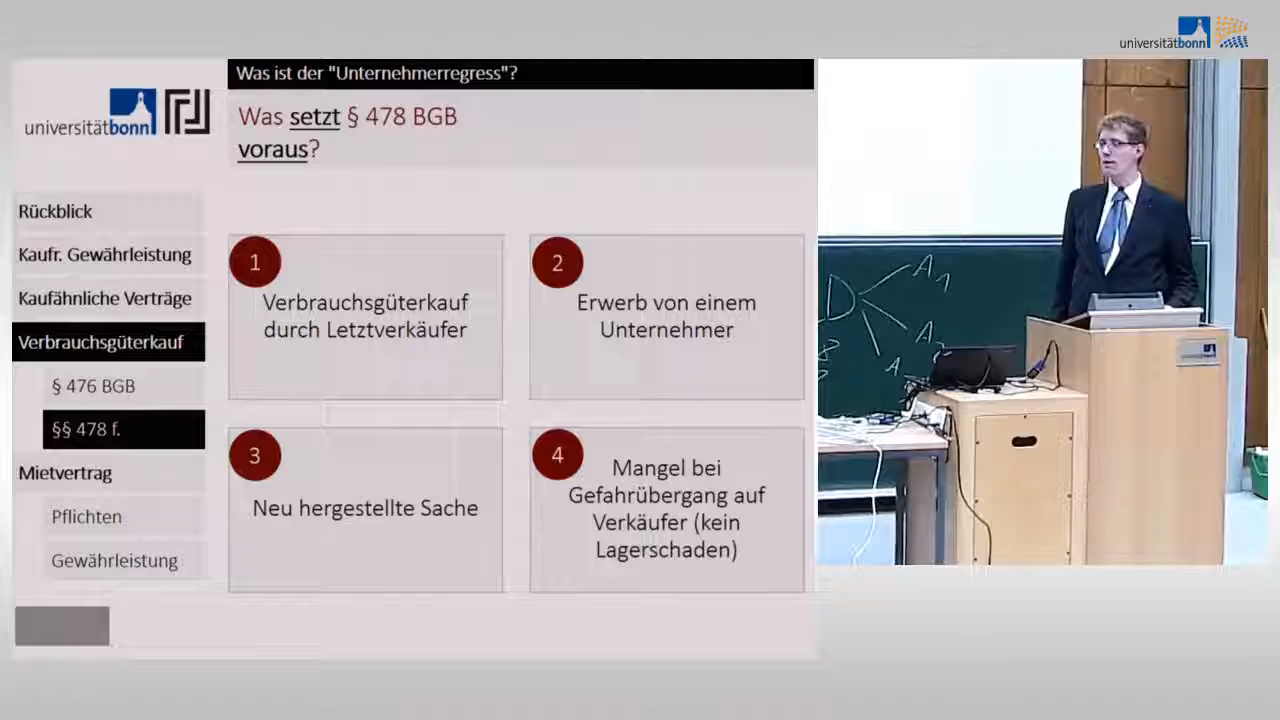 universitätbonn
Was ist der "Unternehmerregress"?
universitätbonn
Was setzt § 478 BGB
voraus?
Rückblick
Kaufr. Gewährleistung
Kaufähnliche Verträge
Verbrauchsgüterkauf
§ 476 BGB
§§ 478 f.
Mietvertrag
Pflichten
Gewährleistung
1
Verbrauchsgüterkauf
durch Letztverkäufer
2
Erwerb von einem
Unternehmer
3
Neu hergestellte Sache
4
Mangel bei
Gefahrübergang auf
Verkäufer (kein
Lagerschaden)
D
A1
A2
A